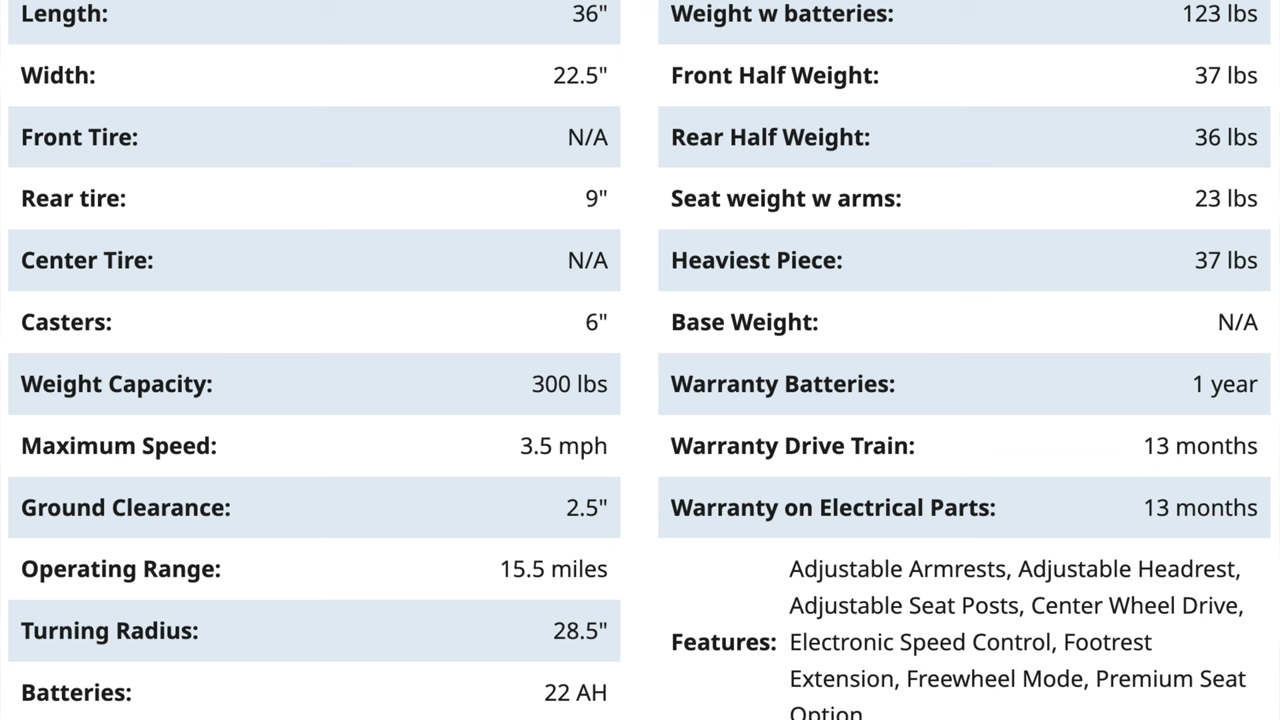 Length: 36"
Width: 22.5"
Front Tire: N/A
Rear tire: 9"
Center Tire: N/A
Casters: 6"
Weight Capacity: 300 lbs
Maximum Speed: 3.5 mph
Ground Clearance: 2.5"
Operating Range: 15.5 miles
Turning Radius: 28.5"
Batteries: 22 AH
Weight w batteries: 123 lbs
Front Half Weight: 37 lbs
Rear Half Weight: 36 lbs
Seat weight w arms: 23 lbs
Heaviest Piece: 37 lbs
Base Weight: N/A
Warranty Batteries: 1 year
Warranty Drive Train: 13 months
Warranty on Electrical Parts: 13 months
Adjustable Armrests, Adjustable Headrest,
Adjustable Seat Posts, Center Wheel Drive,
Features: Electronic Speed Control, Footrest
Extension, Freewheel Mode, Premium Seat
Option